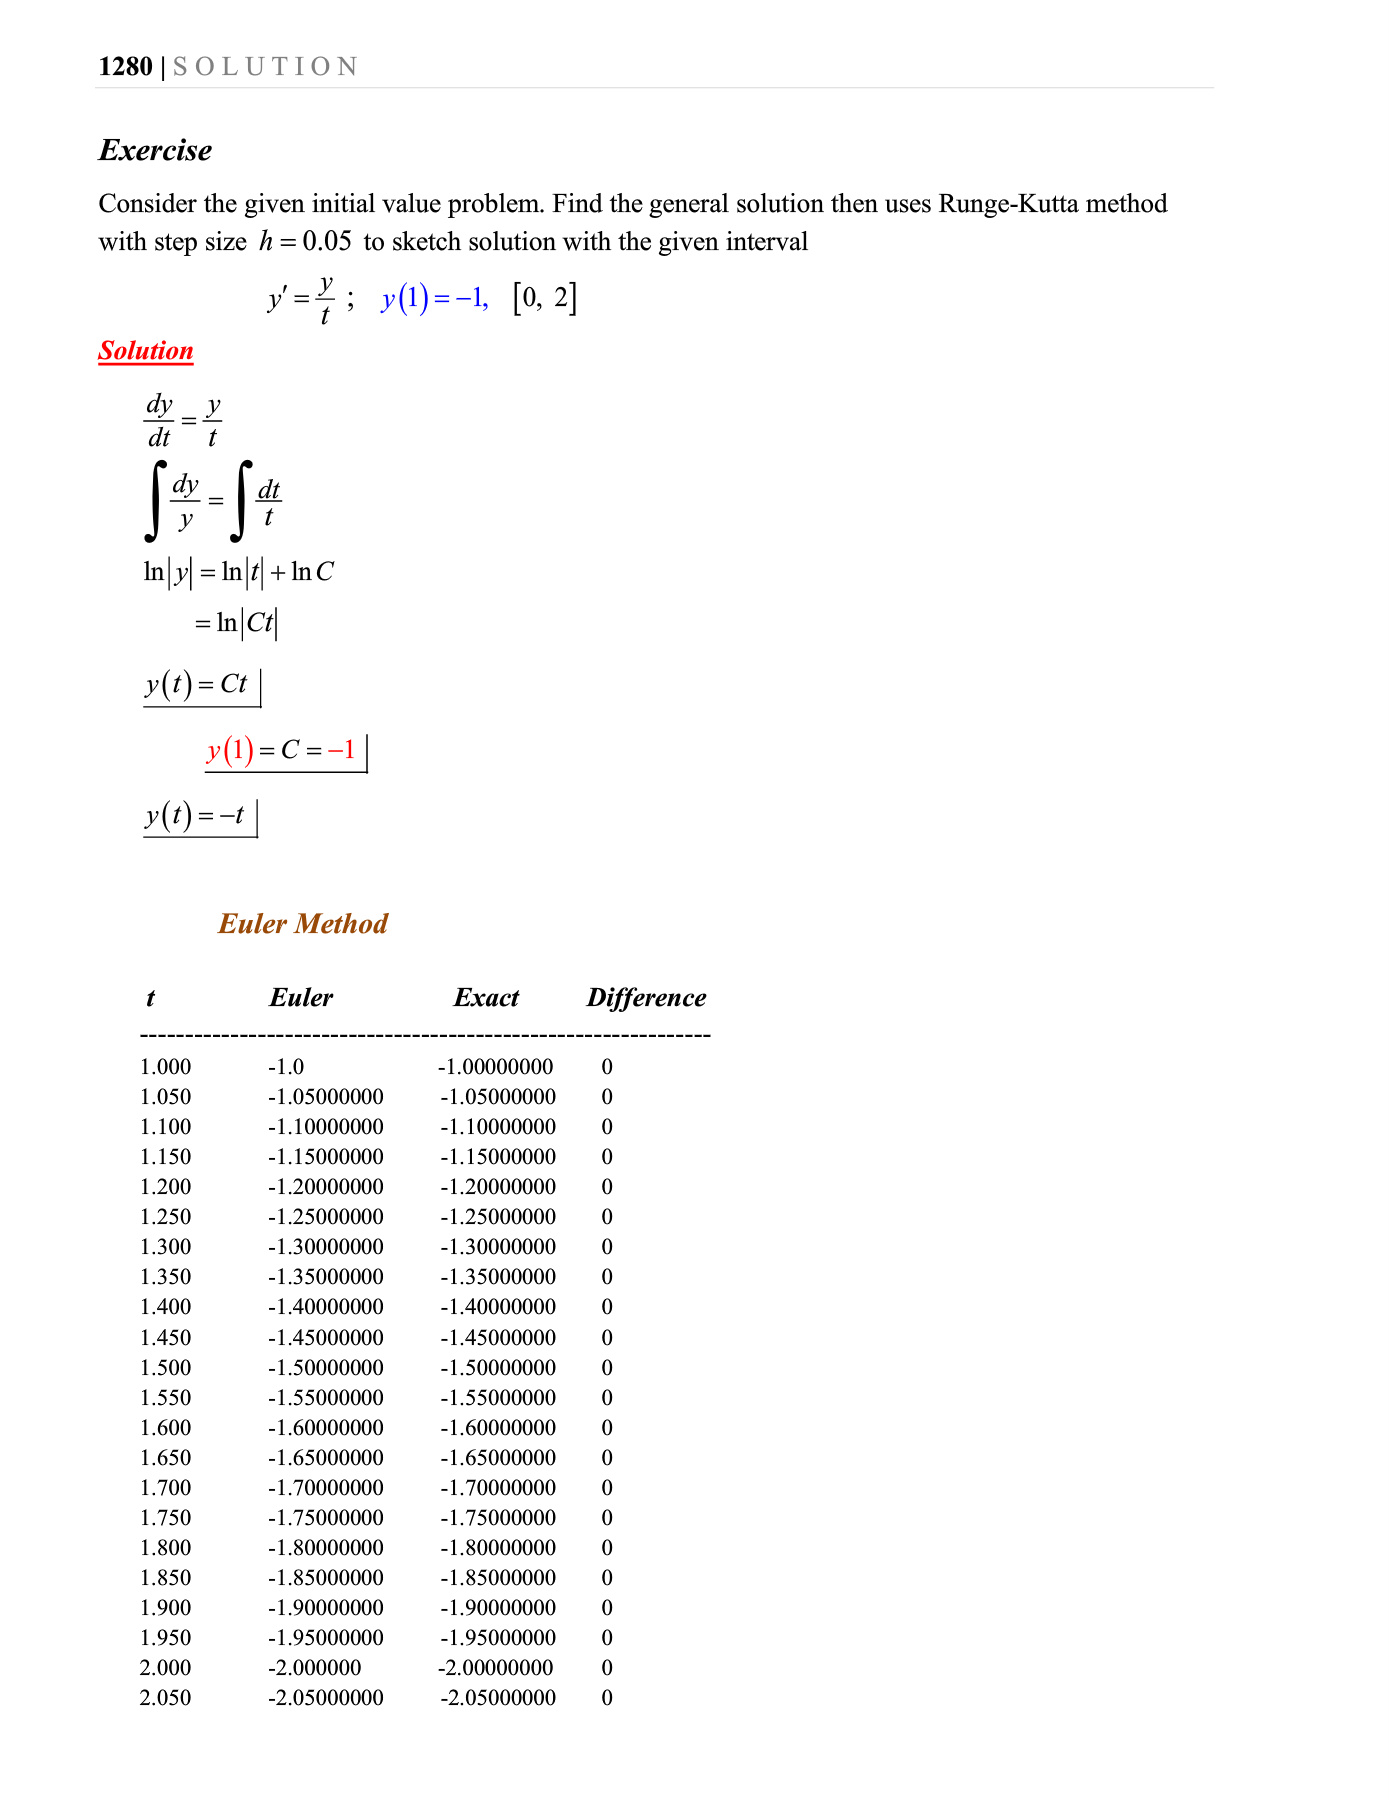 1280 | S O L U T I O N
Exercise
Consider the given initial value problem. Find the general solution then uses Runge-Kutta method
with step size h = 0.05 to sketch solution with the given interval
y′ = y/t ; y(1) = −1, [0, 2]
Solution
dy/dt = y/t
∫ dy/y = ∫ dt/t
ln|y| = ln|t| + ln C
= ln|Ct|
y(t) = Ct
y(1) = C = −1
y(t) = −t
Euler Method
t Euler Exact Difference
----------------------------------------------------------------
1.000 -1.0 -1.00000000 0
1.050 -1.05000000 -1.05000000 0
1.100 -1.10000000 -1.10000000 0
1.150 -1.15000000 -1.15000000 0
1.200 -1.20000000 -1.20000000 0
1.250 -1.25000000 -1.25000000 0
1.300 -1.30000000 -1.30000000 0
1.350 -1.35000000 -1.35000000 0
1.400 -1.40000000 -1.40000000 0
1.450 -1.45000000 -1.45000000 0
1.500 -1.50000000 -1.50000000 0
1.550 -1.55000000 -1.55000000 0
1.600 -1.60000000 -1.60000000 0
1.650 -1.65000000 -1.65000000 0
1.700 -1.70000000 -1.70000000 0
1.750 -1.75000000 -1.75000000 0
1.800 -1.80000000 -1.80000000 0
1.850 -1.85000000 -1.85000000 0
1.900 -1.90000000 -1.90000000 0
1.950 -1.95000000 -1.95000000 0
2.000 -2.000000 -2.00000000 0
2.050 -2.05000000 -2.05000000 0